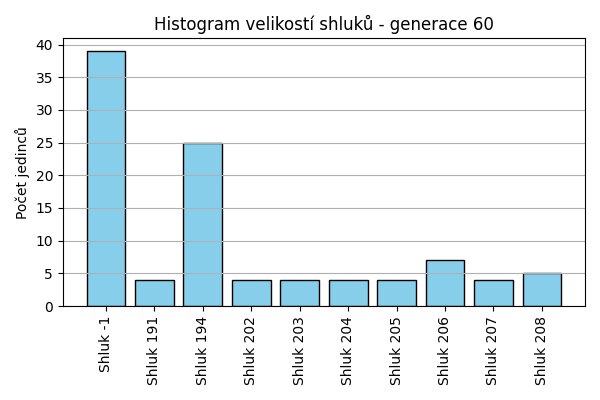 Histogram velikostí shluků - generace 60
Počet jedinců
40
35
30
25
20
15
10
5
0
Shluk -1
Shluk 191
Shluk 194
Shluk 202
Shluk 203
Shluk 204
Shluk 205
Shluk 206
Shluk 207
Shluk 208